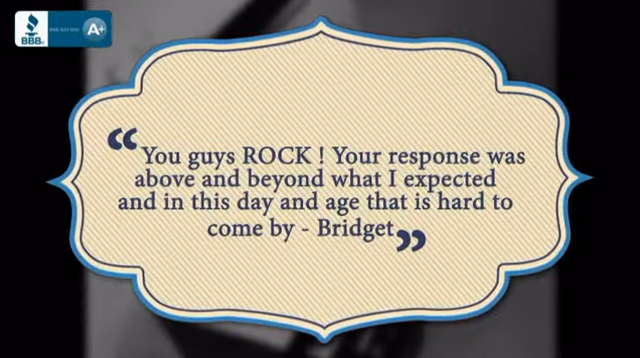 BBB.
A+
“You guys ROCK ! Your response was
above and beyond what I expected
and in this day and age that is hard to
come by - Bridget”